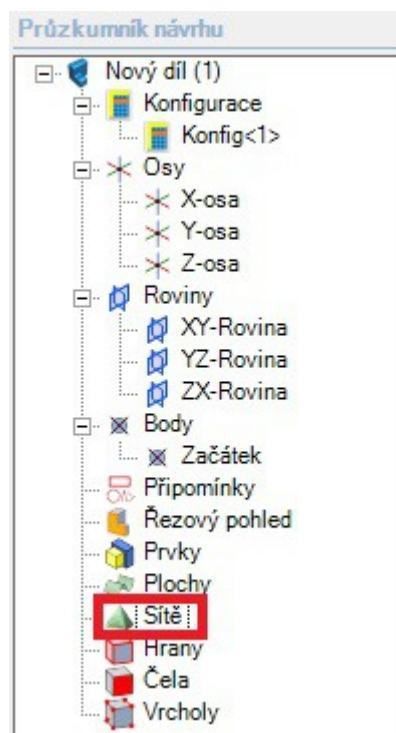 Průzkumník návrhu
Nový díl (1)
Konfigurace
Konfig<1>
Osy
X-osa
Y-osa
Z-osa
Roviny
XY-Rovina
YZ-Rovina
ZX-Rovina
Body
Začátek
Připomínky
Řezový pohled
Prvky
Plochy
Sítě
Hrany
Čela
Vrcholy